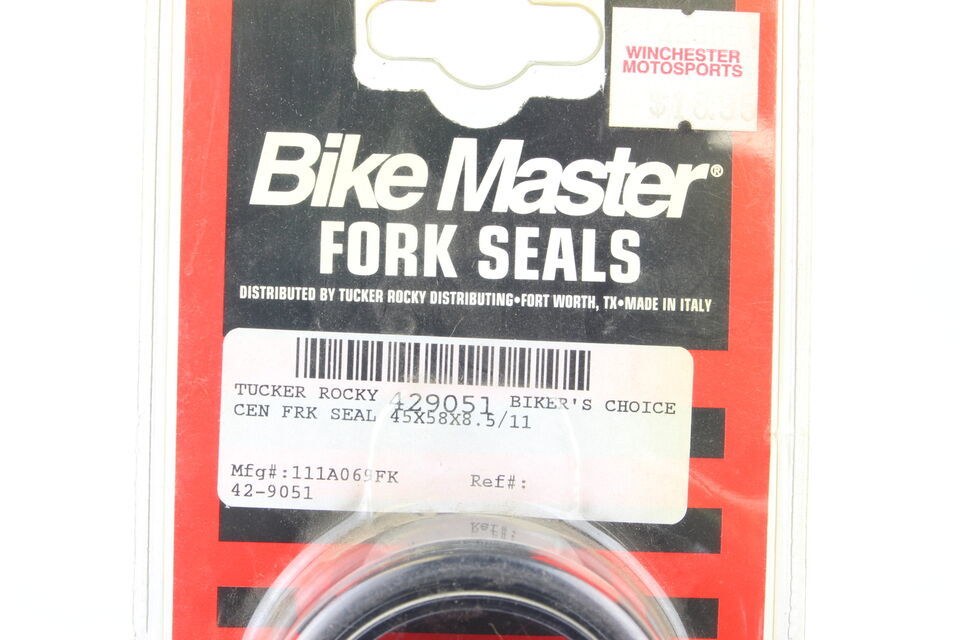 WINCHESTER
MOTOSPORTS
Bike Master®
FORK SEALS
DISTRIBUTED BY TUCKER ROCKY DISTRIBUTING•FORT WORTH, TX•MADE IN ITALY
TUCKER ROCKY 429051 BIKER'S CHOICE
CEN FRK SEAL 45X58X8.5/11
Mfg#:111A069FK Ref#:
42-9051